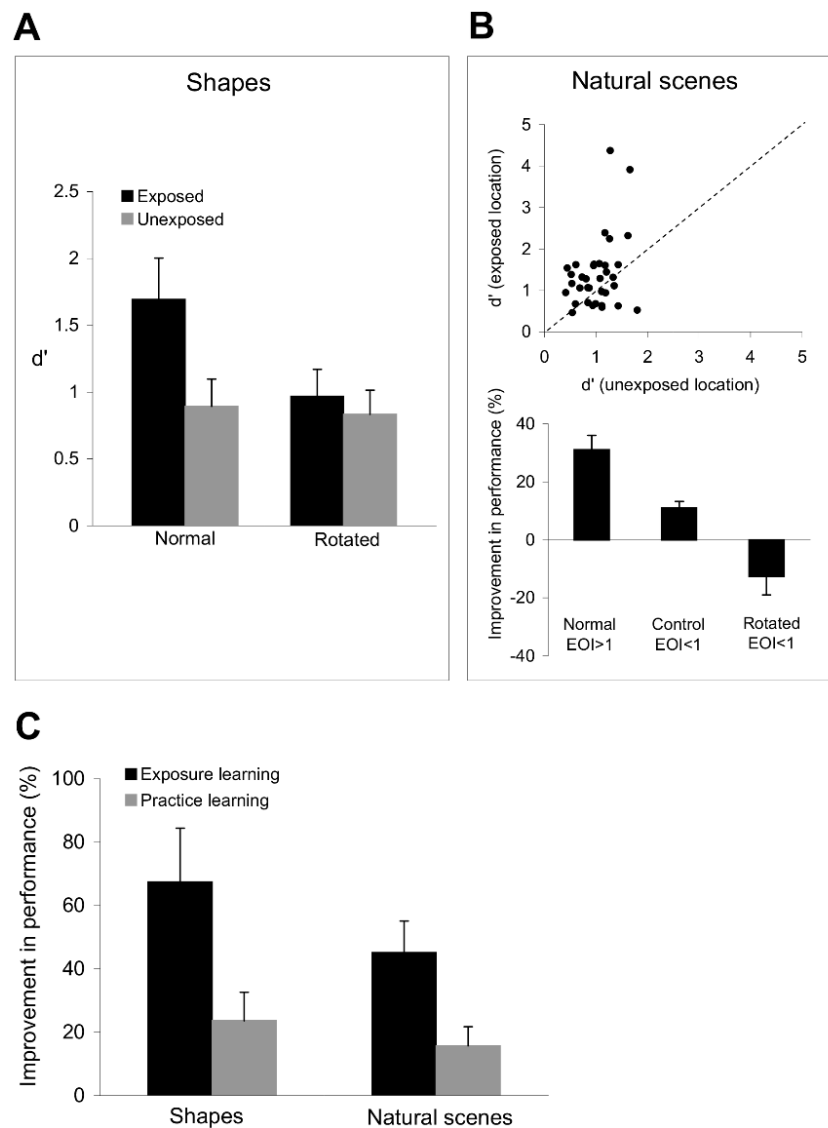 A
Shapes
Exposed
Unexposed
2.5
2
1.5
1
0.5
0
d'
Normal Rotated
B
Natural scenes
5
4
3
2
1
0
d' (exposed location)
0 1 2 3 4 5
d' (unexposed location)
Improvement in performance (%)
40
20
0
-20
-40
Normal Control Rotated
EOI>1 EOI<1 EOI<1
C
Exposure learning
Practice learning
Improvement in performance (%)
100
80
60
40
20
0
Shapes Natural scenes